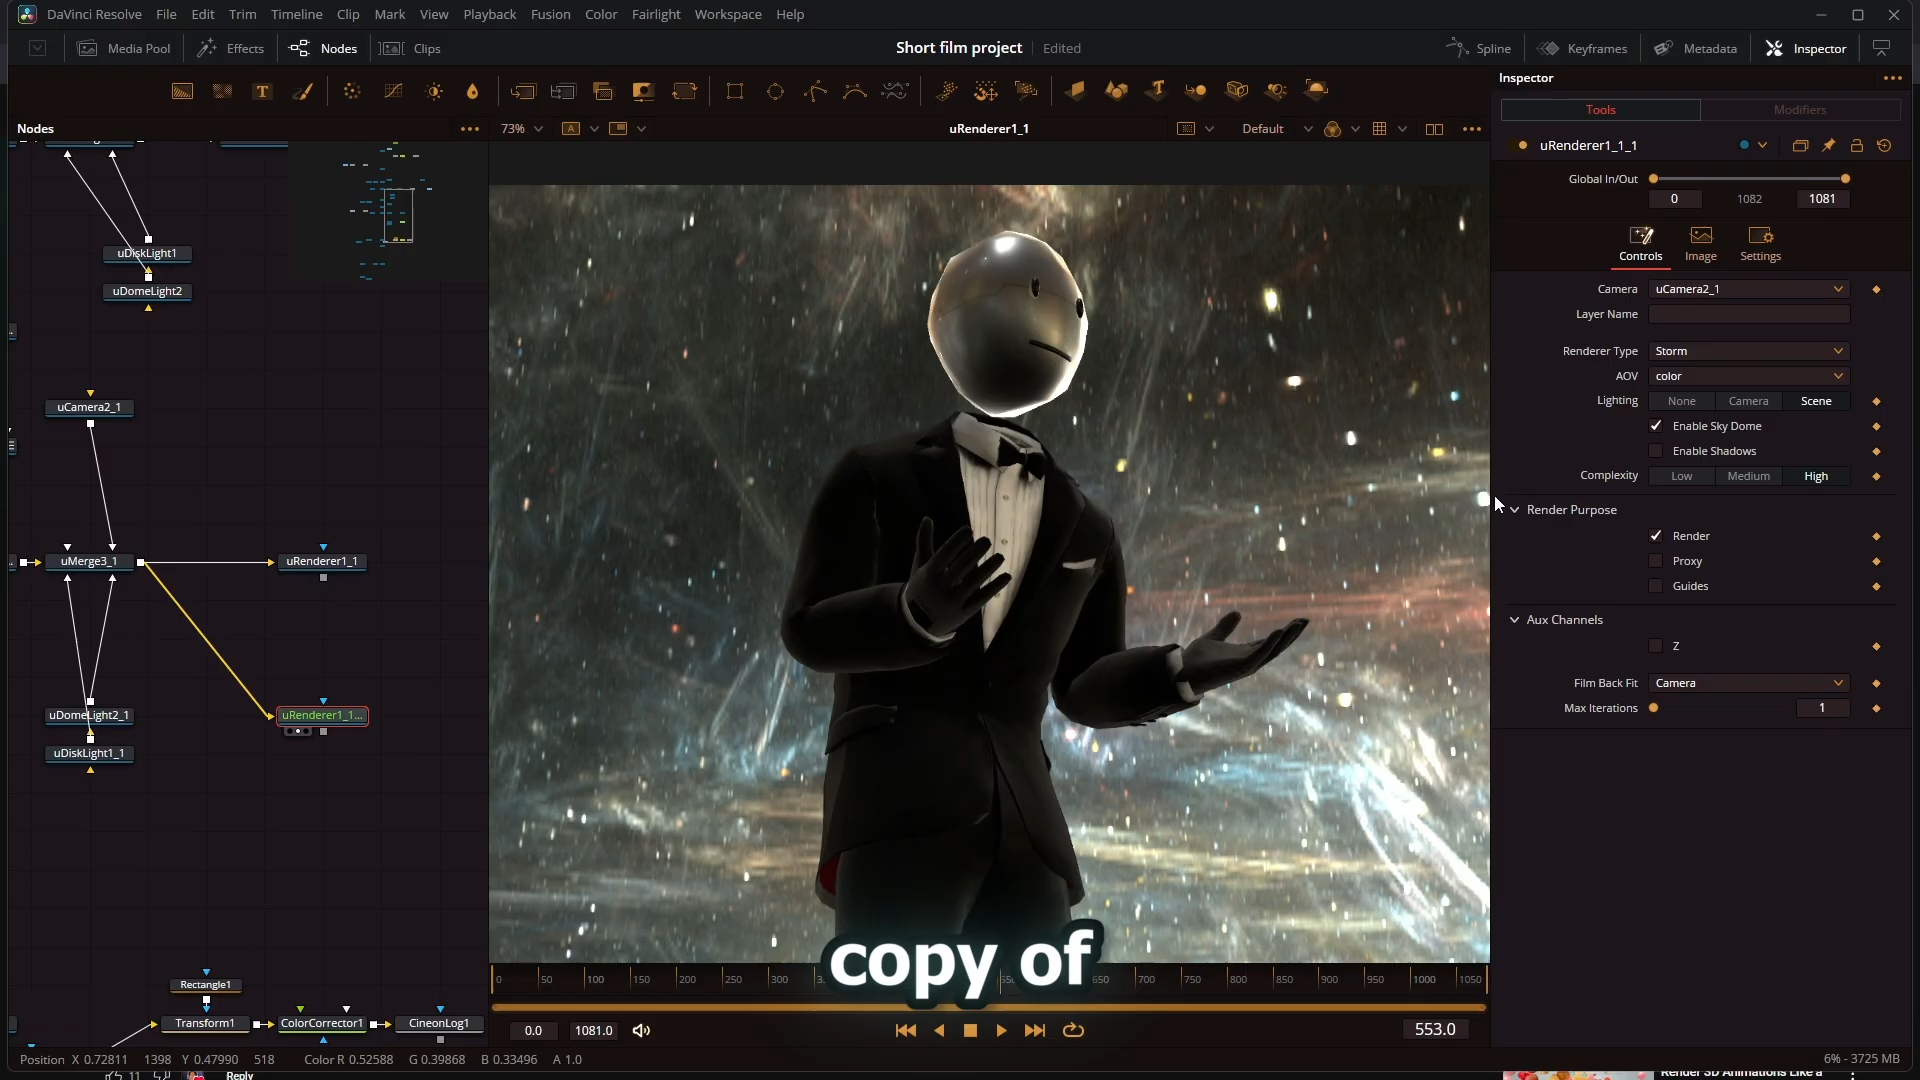 DaVinci Resolve File Edit Trim Timeline Clip Mark View Playback Fusion Color Fairlight Workspace Help
Media Pool Effects Nodes Clips Short film project Edited Spline Keyframes Metadata Inspector
Inspector
Tools Modifiers
Nodes 73% A uRenderer1_1 Default
uRenderer1_1_1
Global In/Out
0 1082 1081
Controls Image Settings
Camera uCamera2_1
Layer Name
Renderer Type Storm
AOV color
Lighting None Camera Scene
Enable Sky Dome
Enable Shadows
Complexity Low Medium High
Render Purpose
Render
Proxy
Guides
Aux Channels
Z
Film Back Fit Camera
Max Iterations 1
uDiskLight1
uDomeLight2
uCamera2_1
uMerge3_1 uRenderer1_1
uDomeLight2_1 uRenderer1_1...
uDiskLight1_1
Rectangle1
Transform1 ColorCorrector1 CineonLog1
copy of
0 50 100 150 200 250 300 650 700 750 800 850 900 950 1000 1050
0.0 1081.0 553.0
Position X 0.72811 1398 Y 0.47990 518 Color R 0.52588 G 0.39868 B 0.33496 A 1.0 6% - 3725 MB
11 Reply
Render 3D Animations Like a